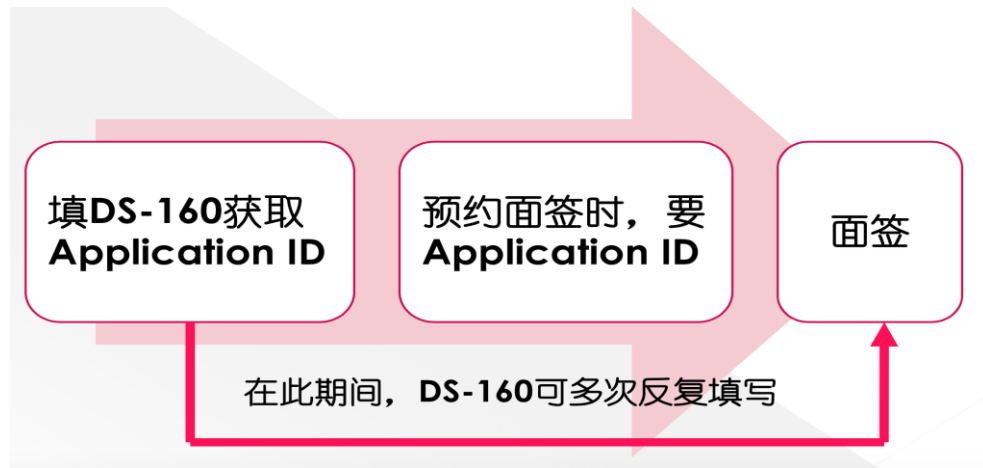 填DS-160获取
Application ID
预约面签时，要
Application ID
面签
在此期间，DS-160可多次反复填写